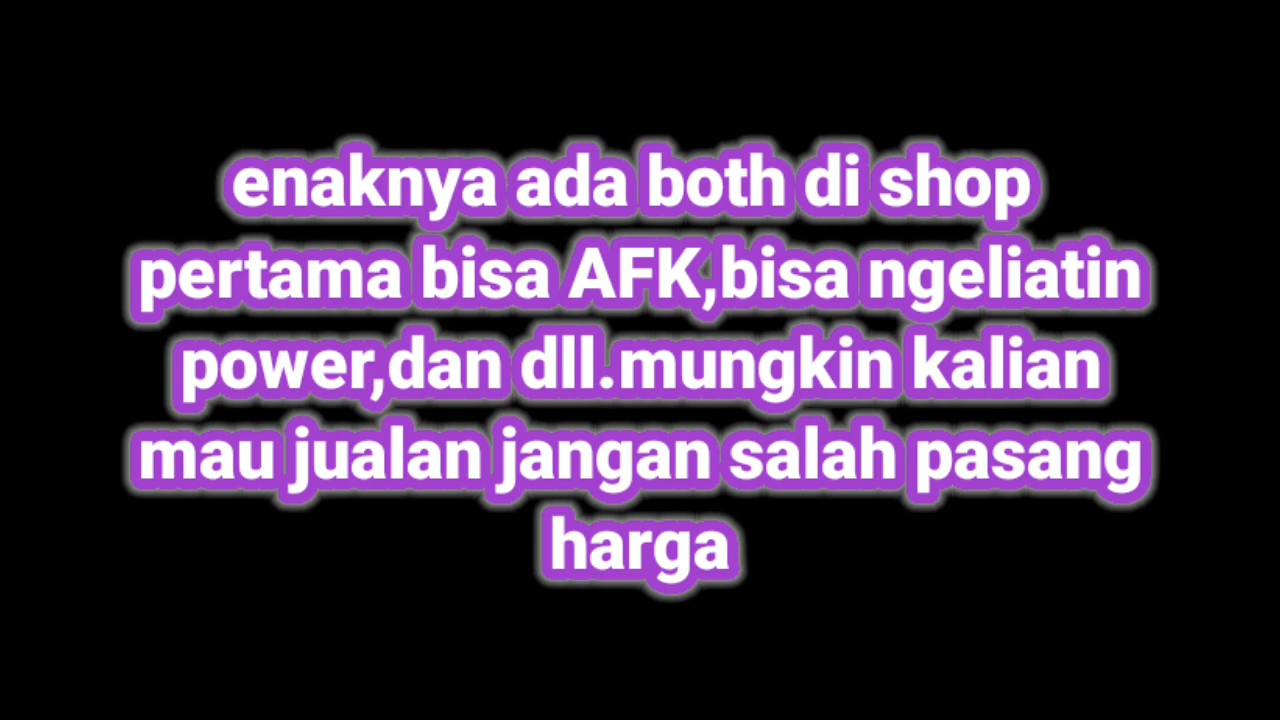 enaknya ada both di shop
pertama bisa AFK,bisa ngeliatin
power,dan dll.mungkin kalian
mau jualan jangan salah pasang
harga